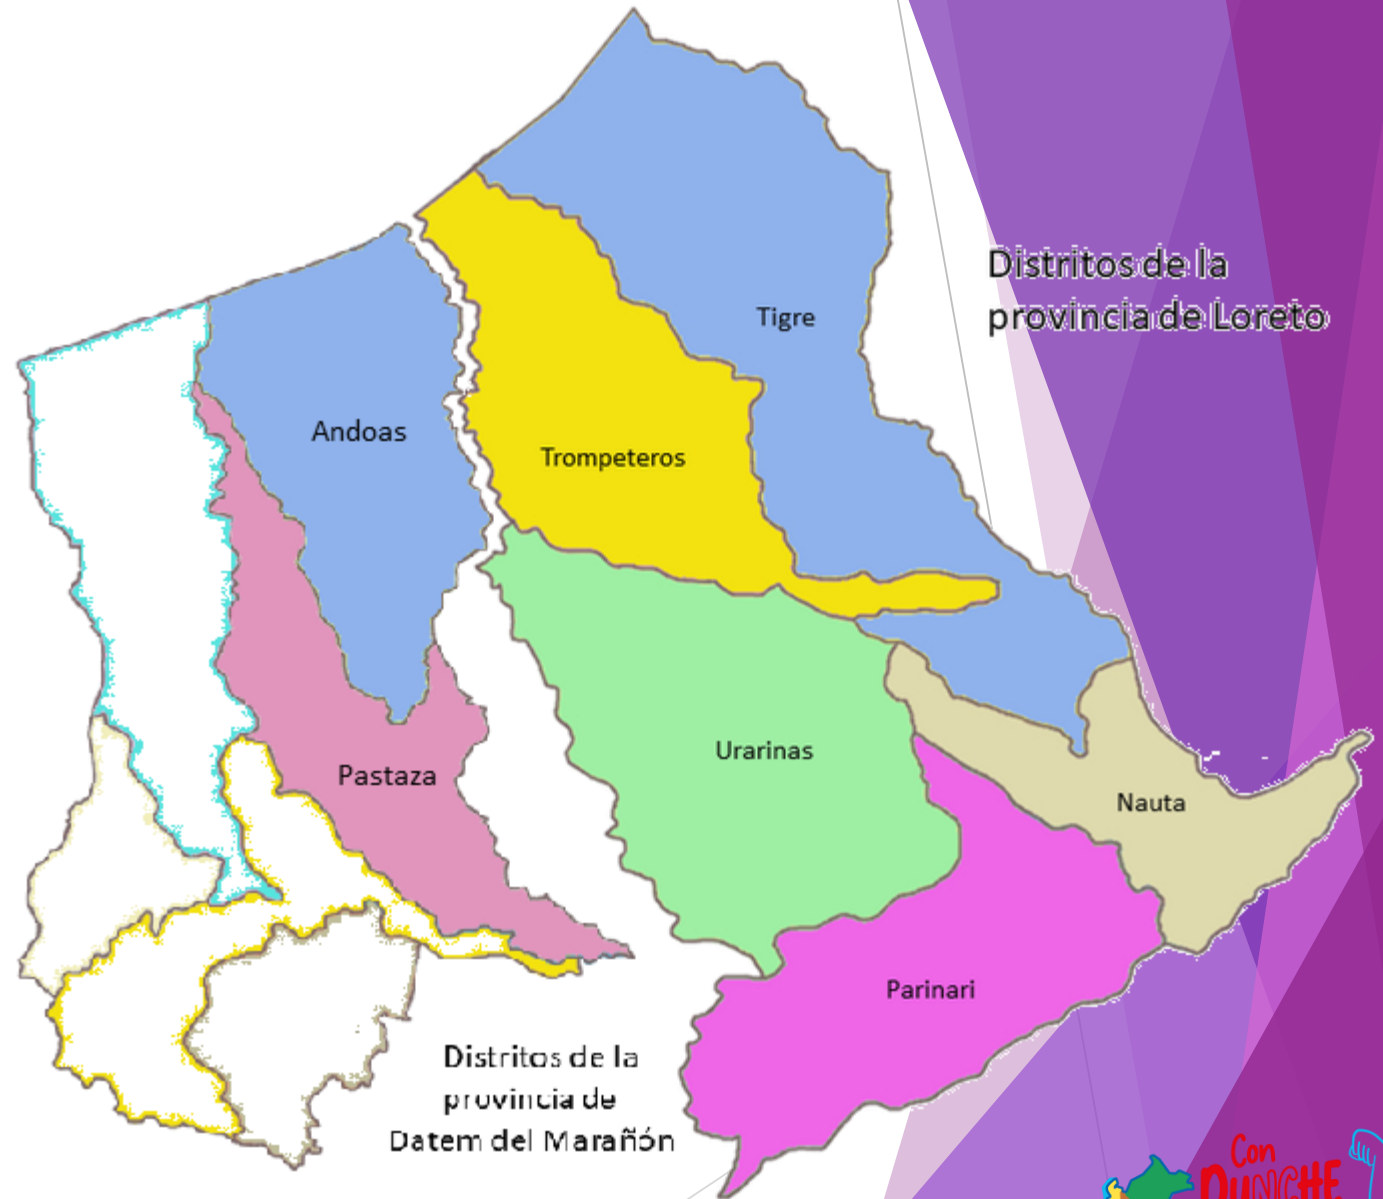 Distritos de la
provincia de Loreto
Tigre
Andoas
Trompeteros
Urarinas
Pastaza
Nauta
Parinari
Distritos de la
provincia de
Datem del Marañón
Con
PUNCHE